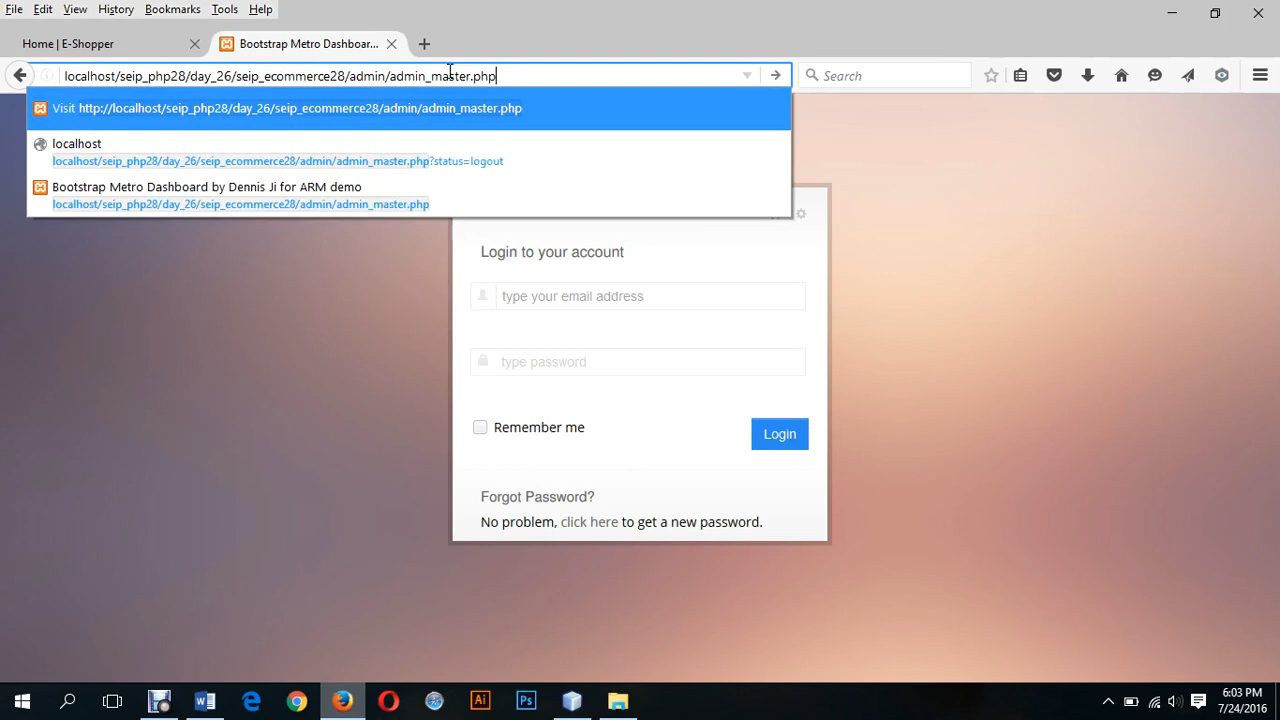 File Edit View History Bookmarks Tools Help
Home | E-Shopper
Bootstrap Metro Dashboar...
localhost/seip_php28/day_26/seip_ecommerce28/admin/admin_master.php
Search
Visit http://localhost/seip_php28/day_26/seip_ecommerce28/admin/admin_master.php
localhost
localhost/seip_php28/day_26/seip_ecommerce28/admin/admin_master.php?status=logout
Bootstrap Metro Dashboard by Dennis Ji for ARM demo
localhost/seip_php28/day_26/seip_ecommerce28/admin/admin_master.php
Login to your account
type your email address
type password
Remember me
Login
Forgot Password?
No problem, click here to get a new password.
Ai
Ps
6:03 PM
7/24/2016